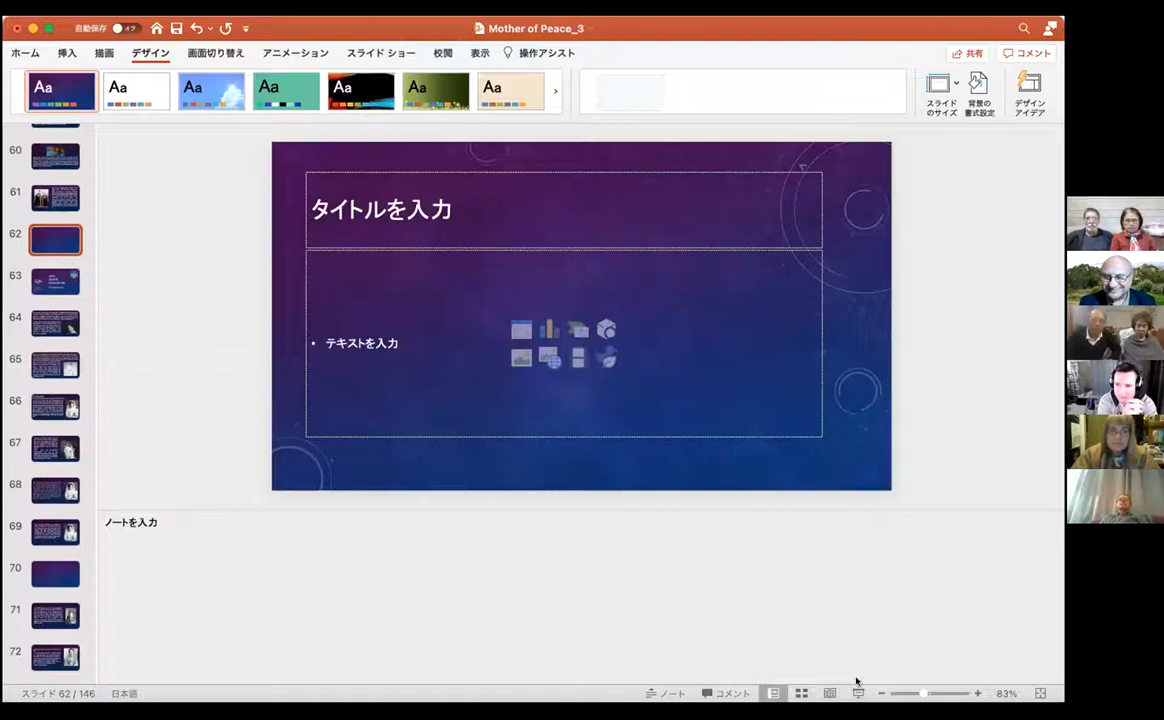 自動保存 オフ
Mother of Peace_3
ホーム 挿入 描画 デザイン 画面切り替え アニメーション スライド ショー 校閲 表示 操作アシスト
共有 コメント
Aa Aa Aa Aa Aa Aa Aa
スライド
のサイズ
背景の
書式設定
デザイン
アイデア
60
61
62
63
64
65
66
67
68
69
70
71
72
タイトルを入力
• テキストを入力
ノートを入力
スライド 62 / 146 日本語 ノート コメント 83%